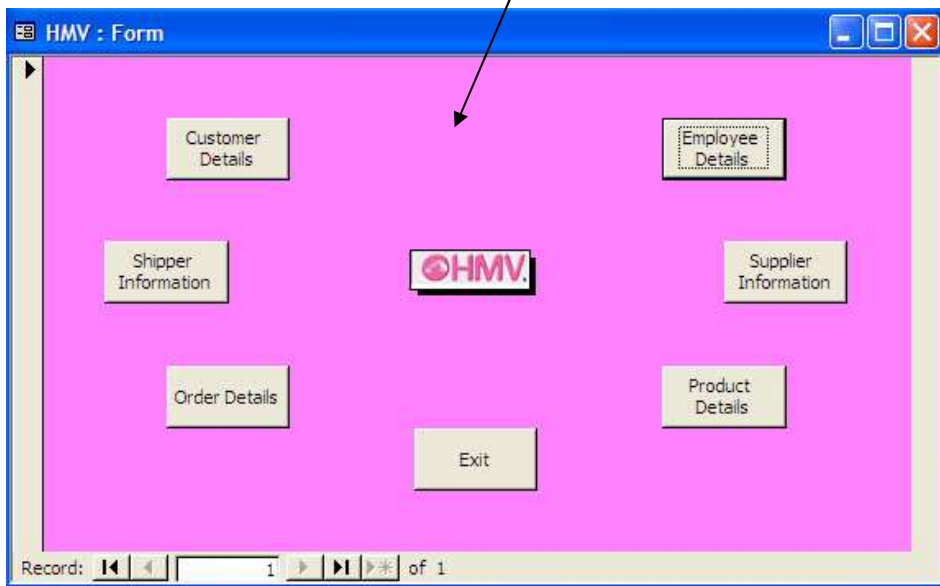 HMV : Form
Customer
Details
Employee
Details
Shipper
Information
HMV.
Supplier
Information
Order Details
Product
Details
Exit
Record: 1 of 1